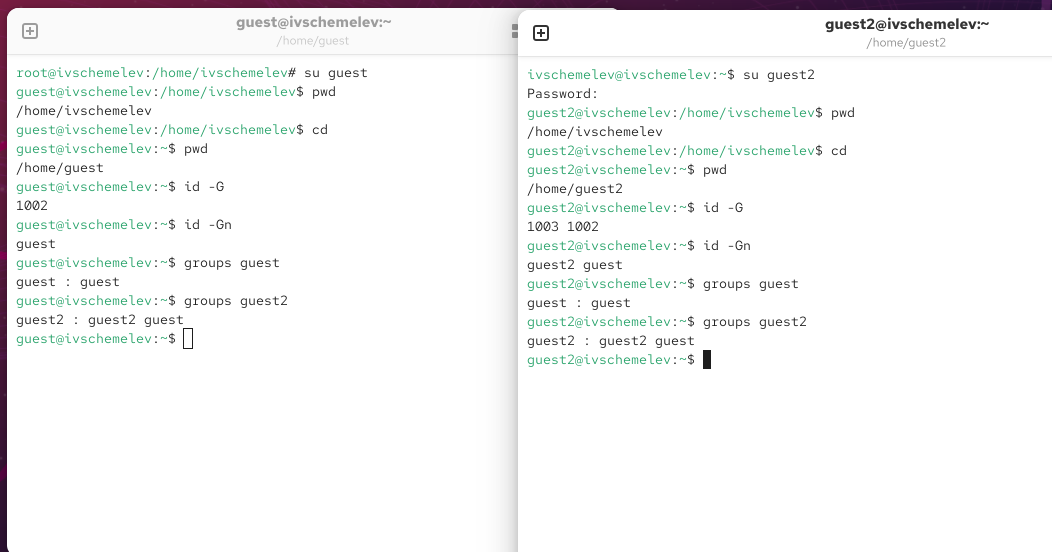 guest@ivschemelev:~
/home/guest
root@ivschemelev:/home/ivschemelev# su guest
guest@ivschemelev:/home/ivschemelev$ pwd
/home/ivschemelev
guest@ivschemelev:/home/ivschemelev$ cd
guest@ivschemelev:~$ pwd
/home/guest
guest@ivschemelev:~$ id -G
1002
guest@ivschemelev:~$ id -Gn
guest
guest@ivschemelev:~$ groups guest
guest : guest
guest@ivschemelev:~$ groups guest2
guest2 : guest2 guest
guest@ivschemelev:~$
guest2@ivschemelev:~
/home/guest2
ivschemelev@ivschemelev:~$ su guest2
Password:
guest2@ivschemelev:/home/ivschemelev$ pwd
/home/ivschemelev
guest2@ivschemelev:/home/ivschemelev$ cd
guest2@ivschemelev:~$ pwd
/home/guest2
guest2@ivschemelev:~$ id -G
1003 1002
guest2@ivschemelev:~$ id -Gn
guest2 guest
guest2@ivschemelev:~$ groups guest
guest : guest
guest2@ivschemelev:~$ groups guest2
guest2 : guest2 guest
guest2@ivschemelev:~$